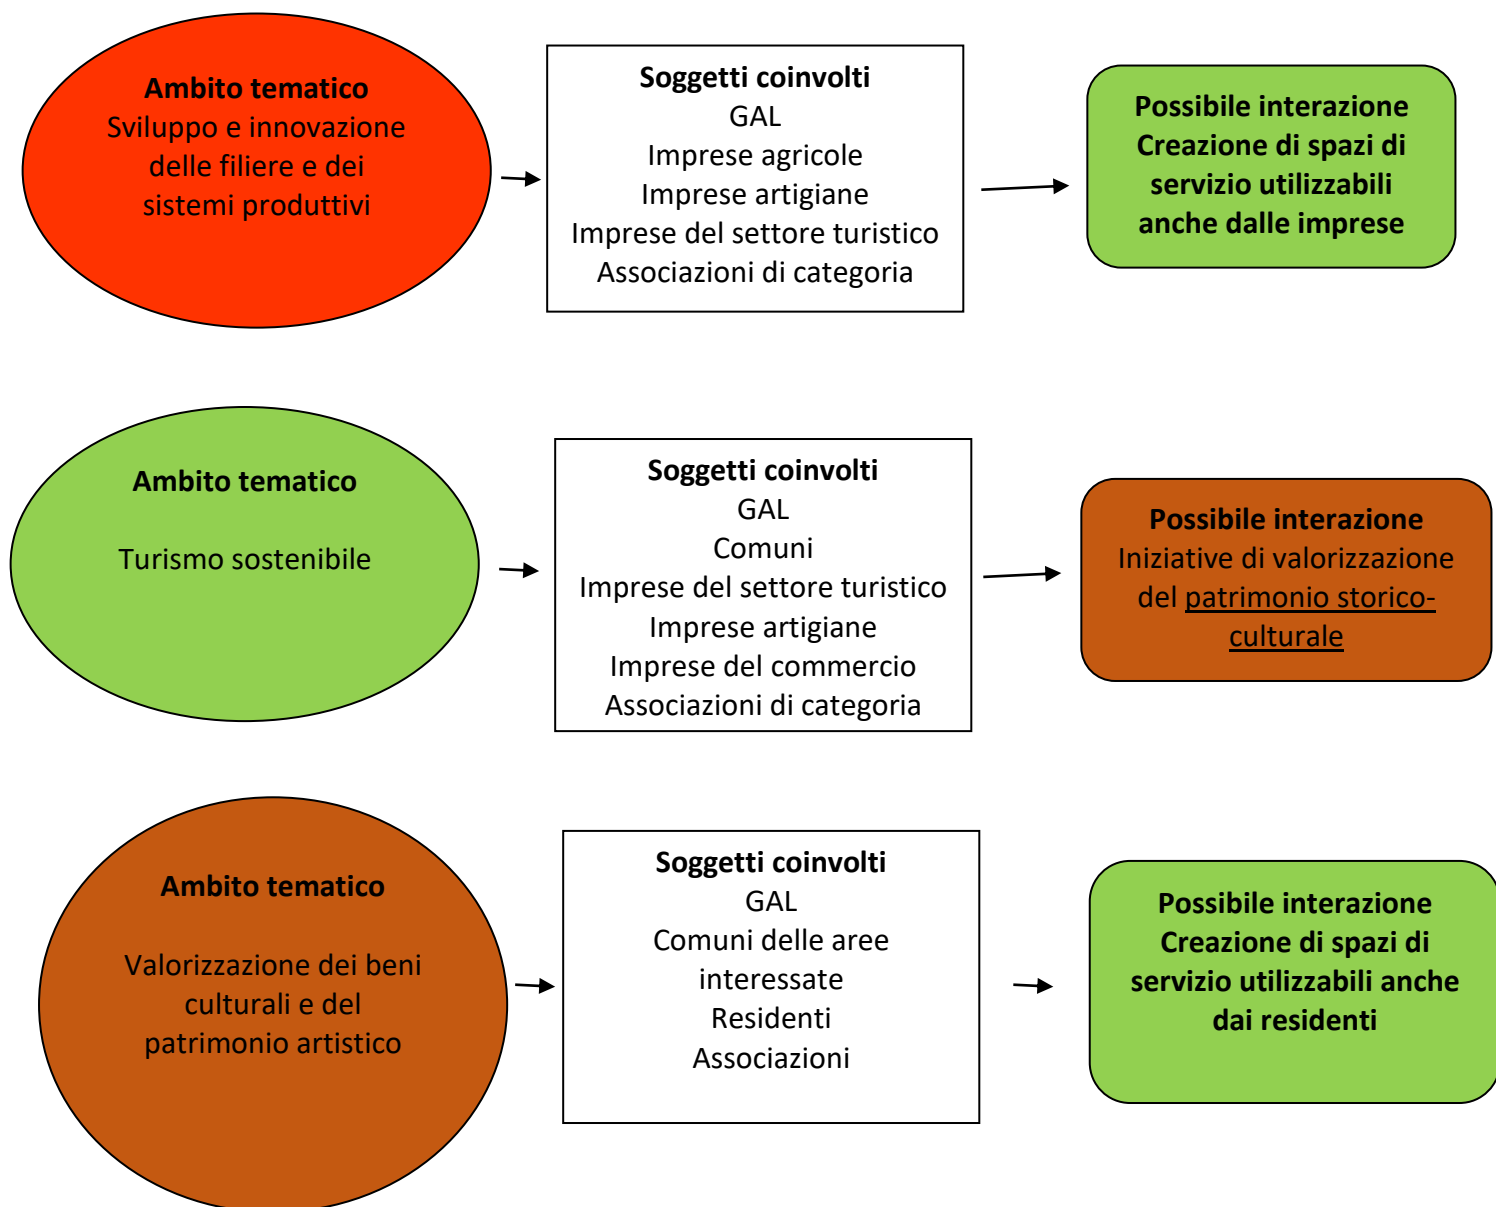 Ambito tematico
Sviluppo e innovazione
delle filiere e dei
sistemi produttivi
Soggetti coinvolti
GAL
Imprese agricole
Imprese artigiane
Imprese del settore turistico
Associazioni di categoria
Possibile interazione
Creazione di spazi di
servizio utilizzabili
anche dalle imprese
Ambito tematico
Turismo sostenibile
Soggetti coinvolti
GAL
Comuni
Imprese del settore turistico
Imprese artigiane
Imprese del commercio
Associazioni di categoria
Possibile interazione
Iniziative di valorizzazione
del patrimonio storico-
culturale
Ambito tematico
Valorizzazione dei beni
culturali e del
patrimonio artistico
Soggetti coinvolti
GAL
Comuni delle aree
interessate
Residenti
Associazioni
Possibile interazione
Creazione di spazi di
servizio utilizzabili anche
dai residenti